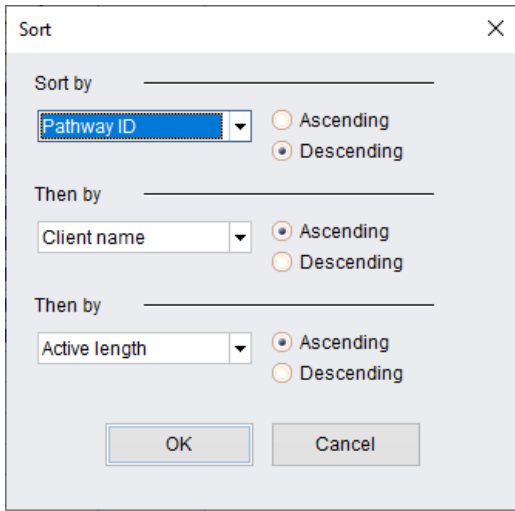 Sort
Sort by
Pathway ID
Ascending
Descending
Then by
Client name
Ascending
Descending
Then by
Active length
Ascending
Descending
OK
Cancel